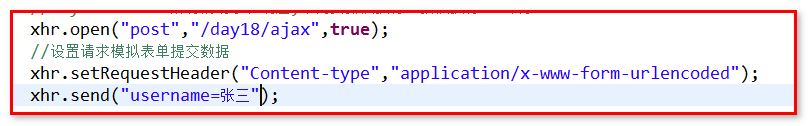 xhr.open("post","/day18/ajax",true);
//设置请求模拟表单提交数据
xhr.setRequestHeader("Content-type","application/x-www-form-urlencoded");
xhr.send("username=张三");